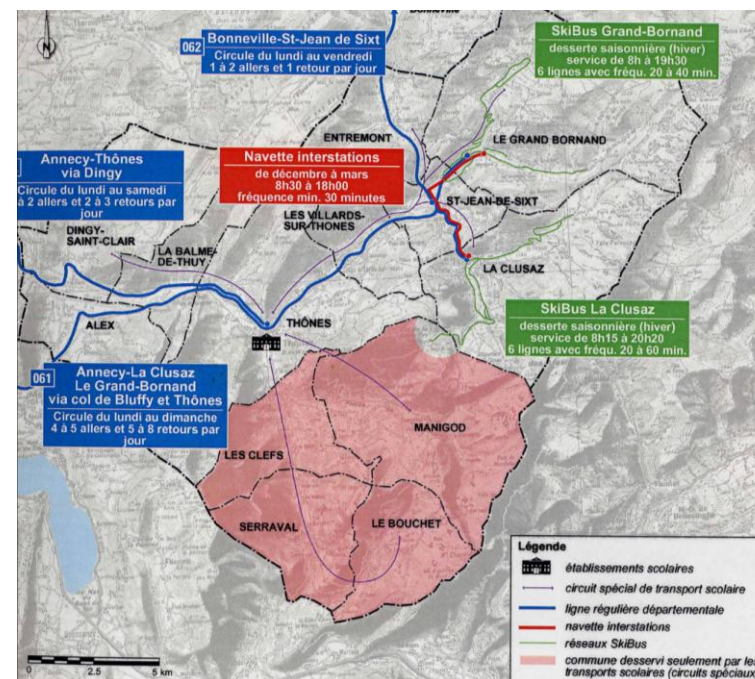 N
Bonneville
062
Bonneville-St-Jean de Sixt
Circule du lundi au vendredi
1 à 2 allers et 1 retour par jour
SkiBus Grand-Bornand
desserte saisonnière (hiver)
service de 8h à 19h30
6 lignes avec fréqu. 20 à 40 min.
ENTREMONT
LE GRAND BORNAND
Annecy-Thônes
via Dingy
Circule du lundi au samedi
à 2 allers et 2 à 3 retours par
jour
Navette interstations
de décembre à mars
8h30 à 18h00
fréquence min. 30 minutes
ST-JEAN-DE-SIXT
LES VILLARDS-
SUR-THONES
DINGY-
SAINT-CLAIR
LA BALME-
DE-THUY
LA CLUSAZ
SkiBus La Clusaz
desserte saisonnière (hiver)
service de 8h15 à 20h20
6 lignes avec fréqu. 20 à 60 min.
ALEX
THÔNES
061
Annecy-La Clusaz
Le Grand-Bornand
via col de Bluffy et Thônes
Circule du lundi au dimanche
4 à 5 allers et 5 à 8 retours par
jour
MANIGOD
LES CLEFS
SERRAVAL
LE BOUCHET
Légende
établissements scolaires
circuit spécial de transport scolaire
ligne régulière départementale
navette interstations
réseaux SkiBus
commune desservi seulement par le
transports scolaires (circuits spéciaux
0 2.5 5 km